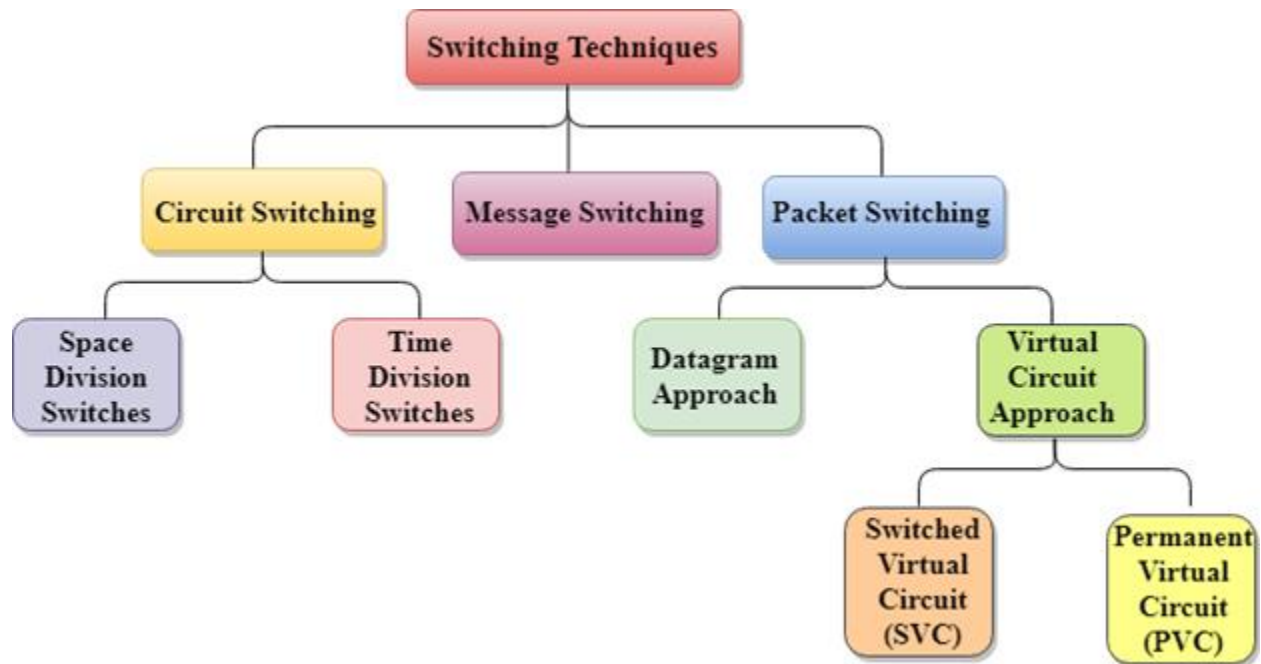 Switching Techniques
Circuit Switching
Message Switching
Packet Switching
Space
Division
Switches
Time
Division
Switches
Datagram
Approach
Virtual
Circuit
Approach
Switched
Virtual
Circuit
(SVC)
Permanent
Virtual
Circuit
(PVC)